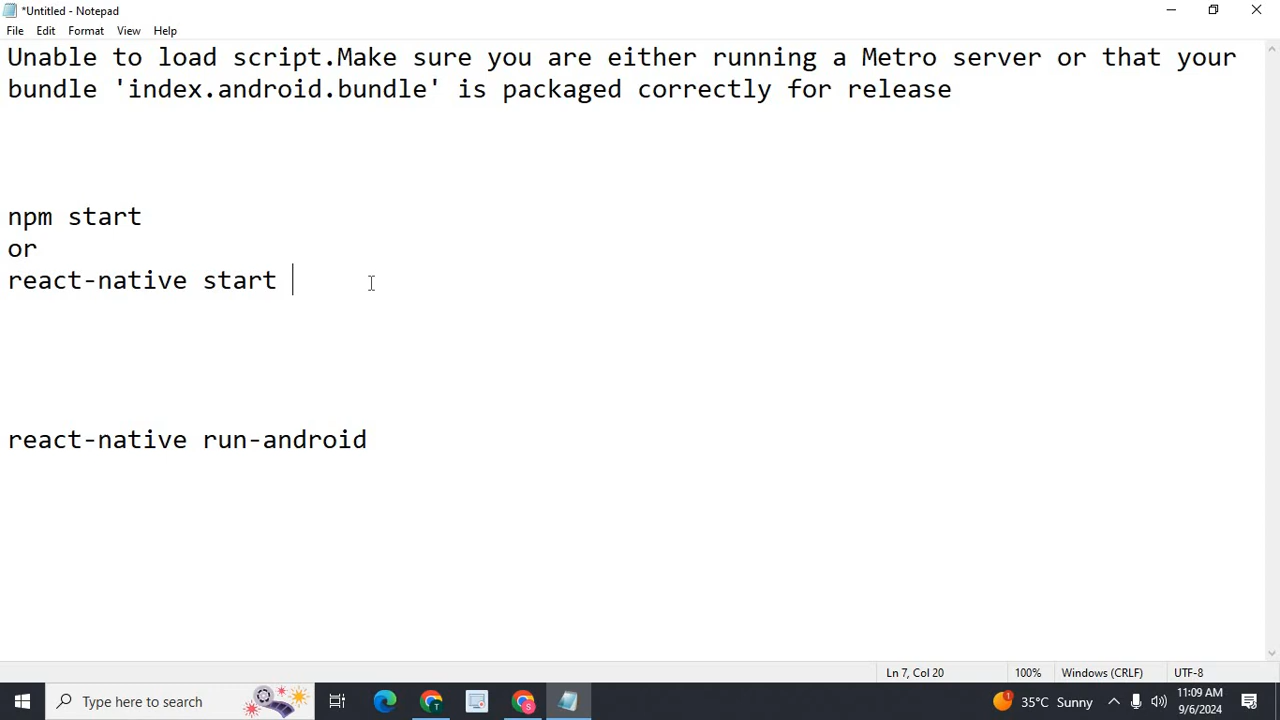 *Untitled - Notepad
File Edit Format View Help
Unable to load script.Make sure you are either running a Metro server or that your
bundle 'index.android.bundle' is packaged correctly for release
npm start
or
react-native start
react-native run-android
Ln 7, Col 20 100% Windows (CRLF) UTF-8
Type here to search
T
S
1
35°C Sunny
11:09 AM
9/6/2024